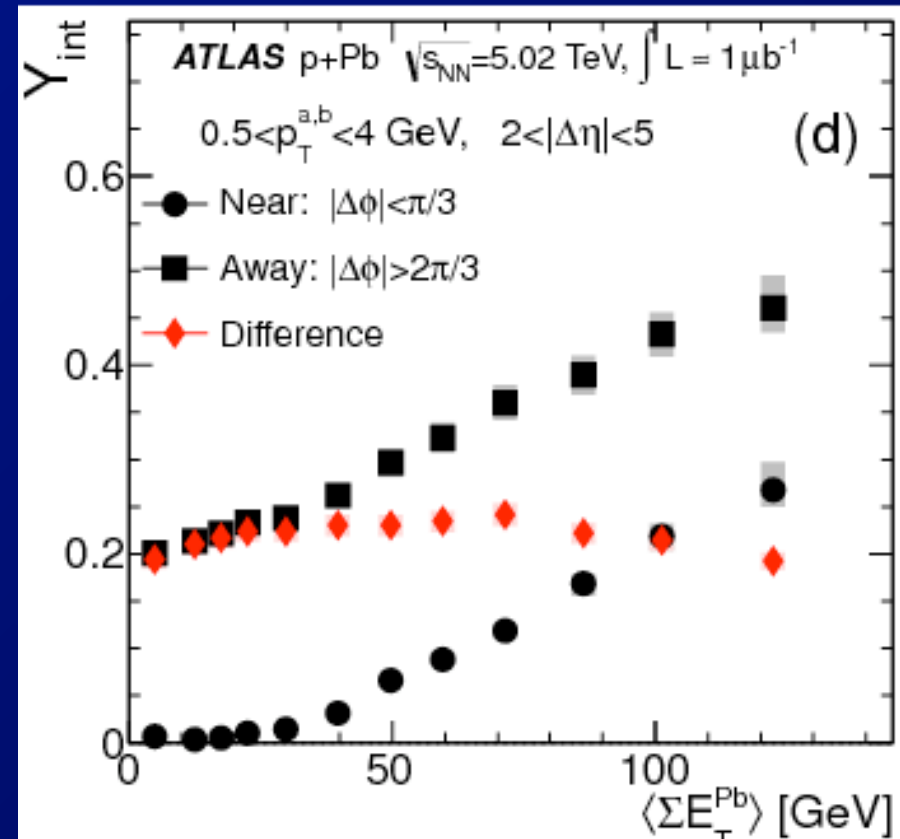 Y_int
ATLAS p+Pb √s_NN=5.02 TeV, ∫ L = 1μb⁻¹
0.5<p_T^{a,b}<4 GeV, 2<|Δη|<5
(d)
Near: |Δϕ|<π/3
Away: |Δϕ|>2π/3
Difference
0.6
0.4
0.2
0
0 50 100
⟨ΣE_T^{Pb}⟩ [GeV]